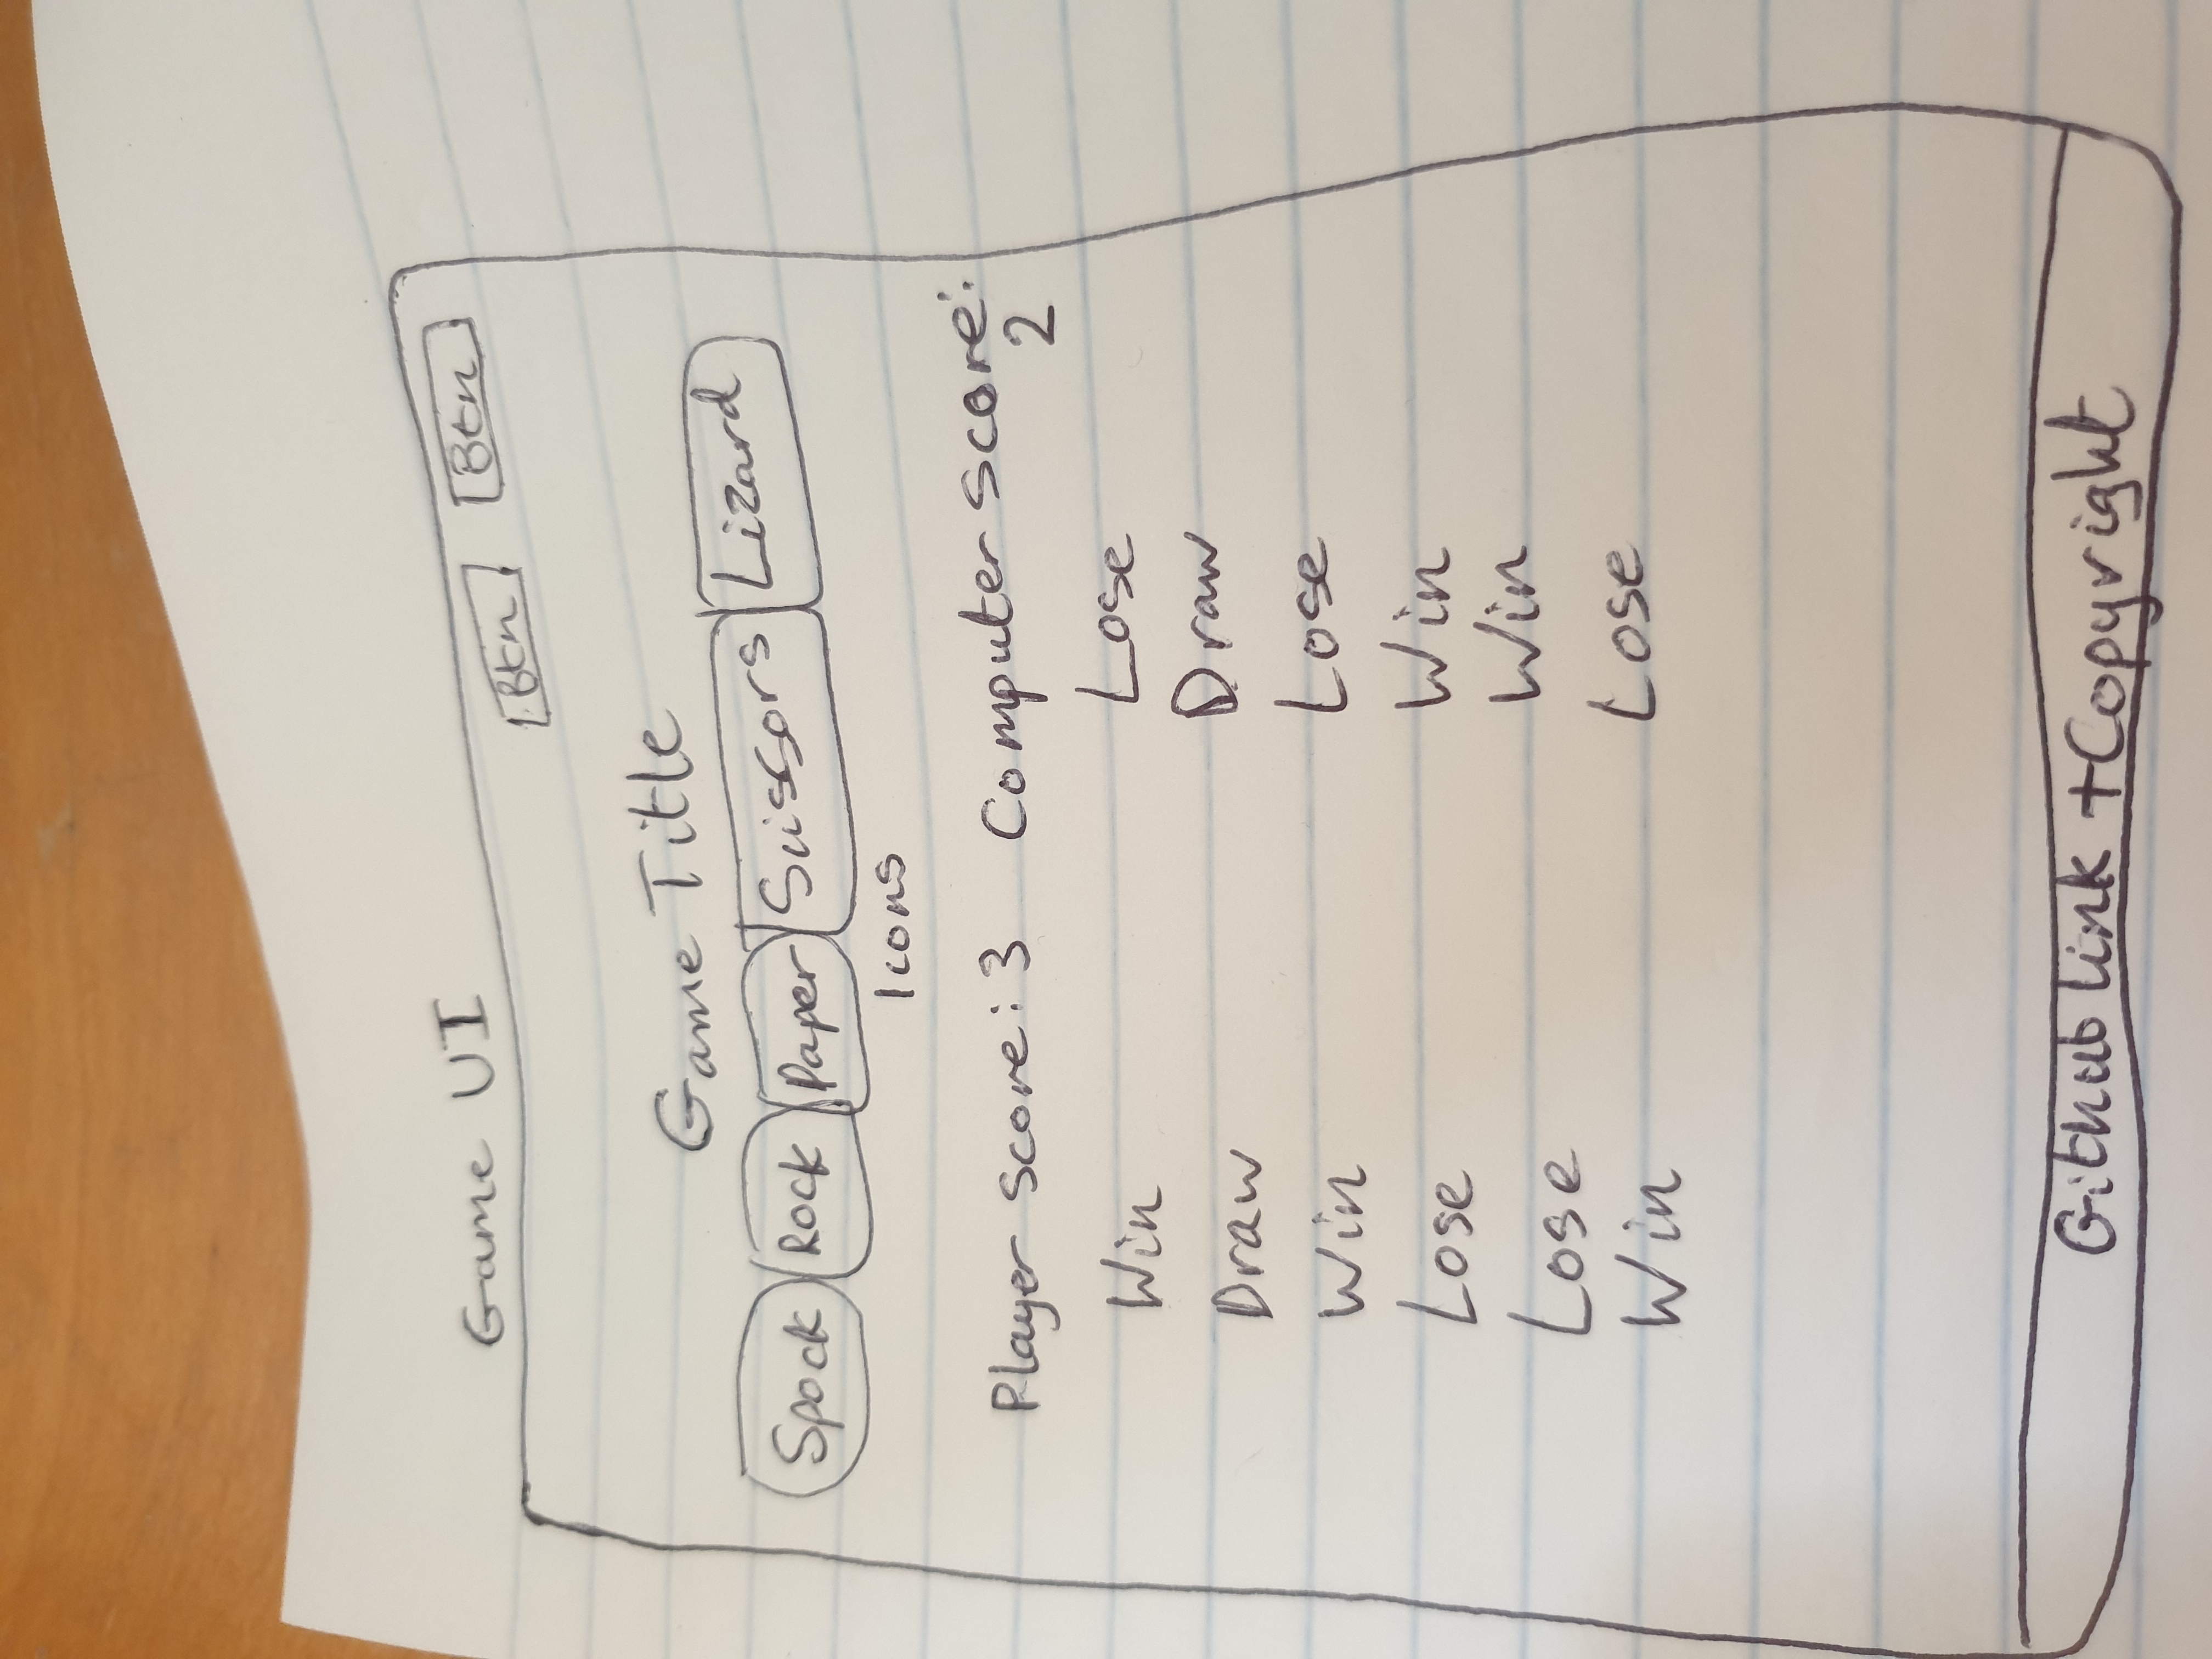 Game UI
Btn Btn
Game Title
Spock Rock Paper Suissors Lizard
Icons
Player score: 3 Computer score: 2
Win Lose
Draw Draw
Win Lose
Lose Win
Lose Win
Win Lose
Github link + Copyright